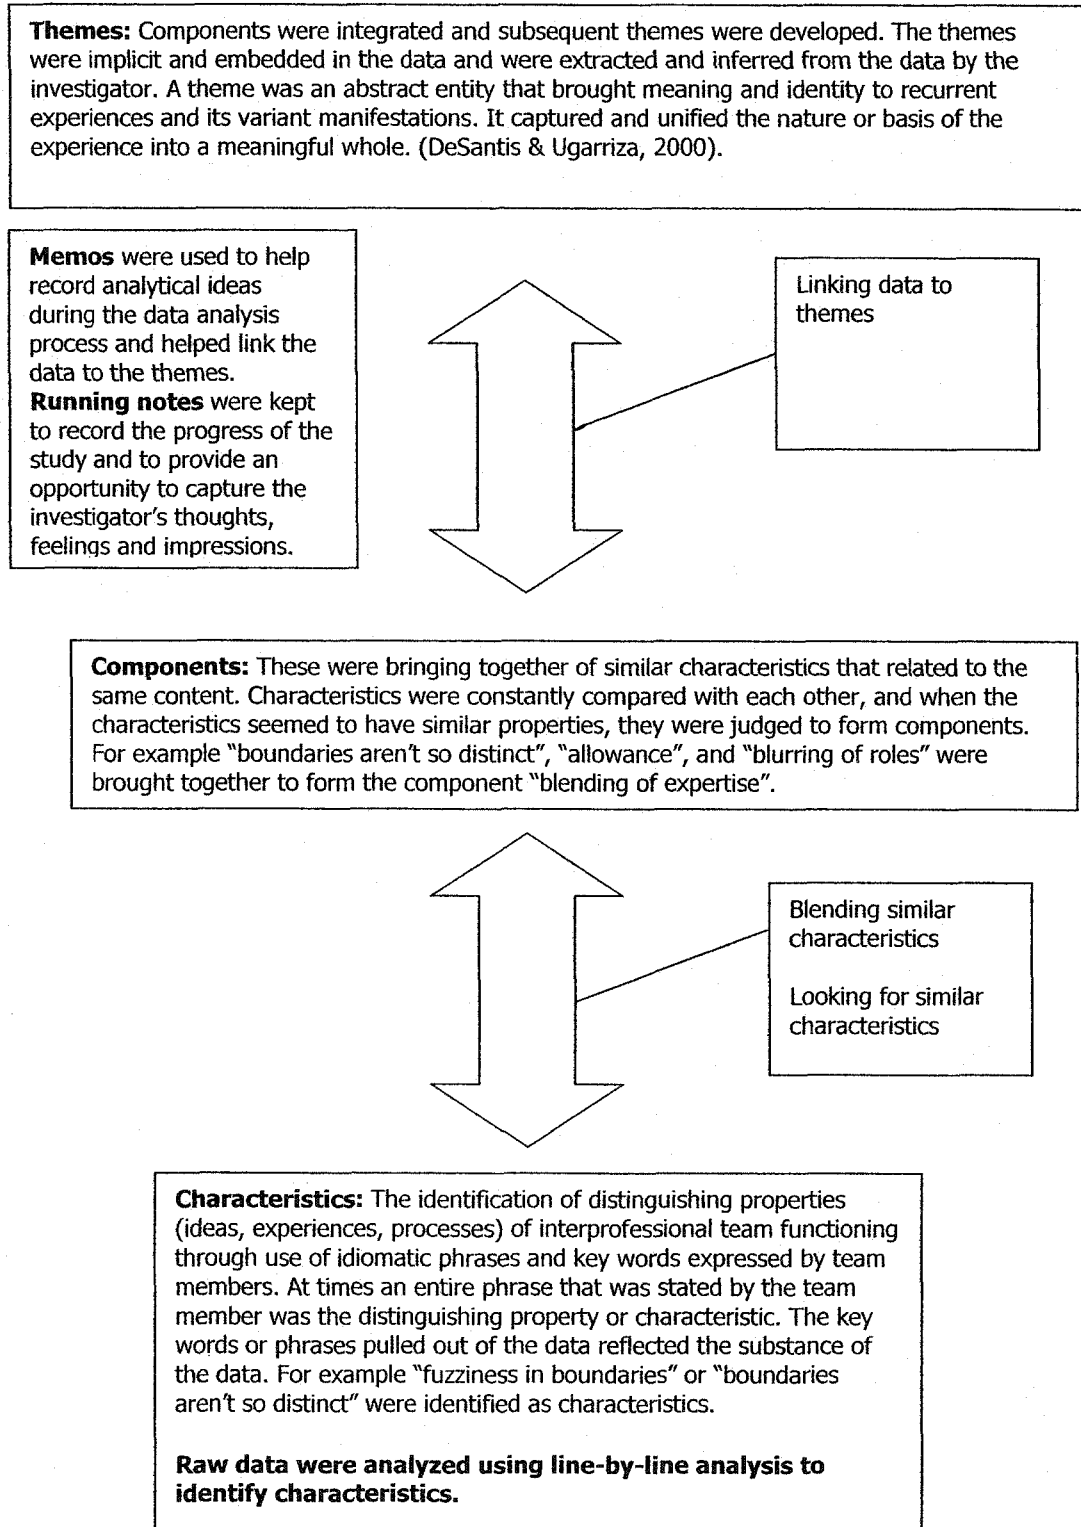 Themes: Components were integrated and subsequent themes were developed. The themes
were implicit and embedded in the data and were extracted and inferred from the data by the
investigator. A theme was an abstract entity that brought meaning and identity to recurrent
experiences and its variant manifestations. It captured and unified the nature or basis of the
experience into a meaningful whole. (DeSantis & Ugarriza, 2000).
Memos were used to help
record analytical ideas
during the data analysis
process and helped link the
data to the themes.
Running notes were kept
to record the progress of the
study and to provide an
opportunity to capture the
investigator's thoughts,
feelings and impressions.
Linking data to
themes
Components: These were bringing together of similar characteristics that related to the
same content. Characteristics were constantly compared with each other, and when the
characteristics seemed to have similar properties, they were judged to form components.
For example "boundaries aren't so distinct", "allowance", and "blurring of roles" were
brought together to form the component "blending of expertise".
Blending similar
characteristics
Looking for similar
characteristics
Characteristics: The identification of distinguishing properties
(ideas, experiences, processes) of interprofessional team functioning
through use of idiomatic phrases and key words expressed by team
members. At times an entire phrase that was stated by the team
member was the distinguishing property or characteristic. The key
words or phrases pulled out of the data reflected the substance of
the data. For example "fuzziness in boundaries" or "boundaries
aren't so distinct" were identified as characteristics.
Raw data were analyzed using line-by-line analysis to
identify characteristics.